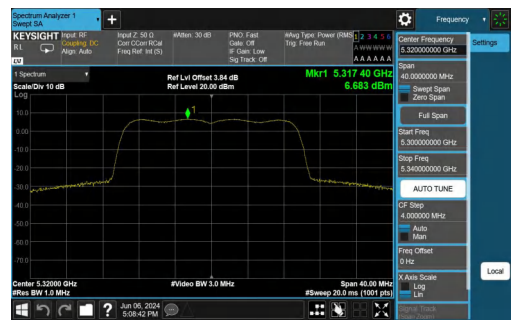 Spectrum Analyzer 1
Swept SA
Frequency
KEYSIGHT
RL
Input: RF
Coupling: DC
Align: Auto
Input Z: 50 Ω
Corr CCorr RCal
Freq Ref: Int (S)
#Atten: 30 dB
PNO: Fast
Gate: Off
IF Gain: Low
Sig Track: Off
#Avg Type: Power (RMS
Trig: Free Run
1 2 3 4 5 6
A W W W W W
A A A A A A
LV
1 Spectrum
Scale/Div 10 dB
Log
Ref Lvl Offset 3.84 dB
Ref Level 20.00 dBm
Mkr1 5.317 40 GHz
6.683 dBm
1
10.0
0.00
-10.0
-20.0
-30.0
-40.0
-50.0
-60.0
-70.0
Center 5.32000 GHz
#Res BW 1.0 MHz
#Video BW 3.0 MHz
Span 40.00 MHz
#Sweep 20.0 ms (1001 pts)
Center Frequency
5.320000000 GHz
Span
40.0000000 MHz
Swept Span
Zero Span
Full Span
Start Freq
5.300000000 GHz
Stop Freq
5.340000000 GHz
AUTO TUNE
CF Step
4.000000 MHz
Auto
Man
Freq Offset
0 Hz
X Axis Scale
Log
Lin
Signal Track
Settings
Local
?
Jun 06, 2024
5:08:42 PM